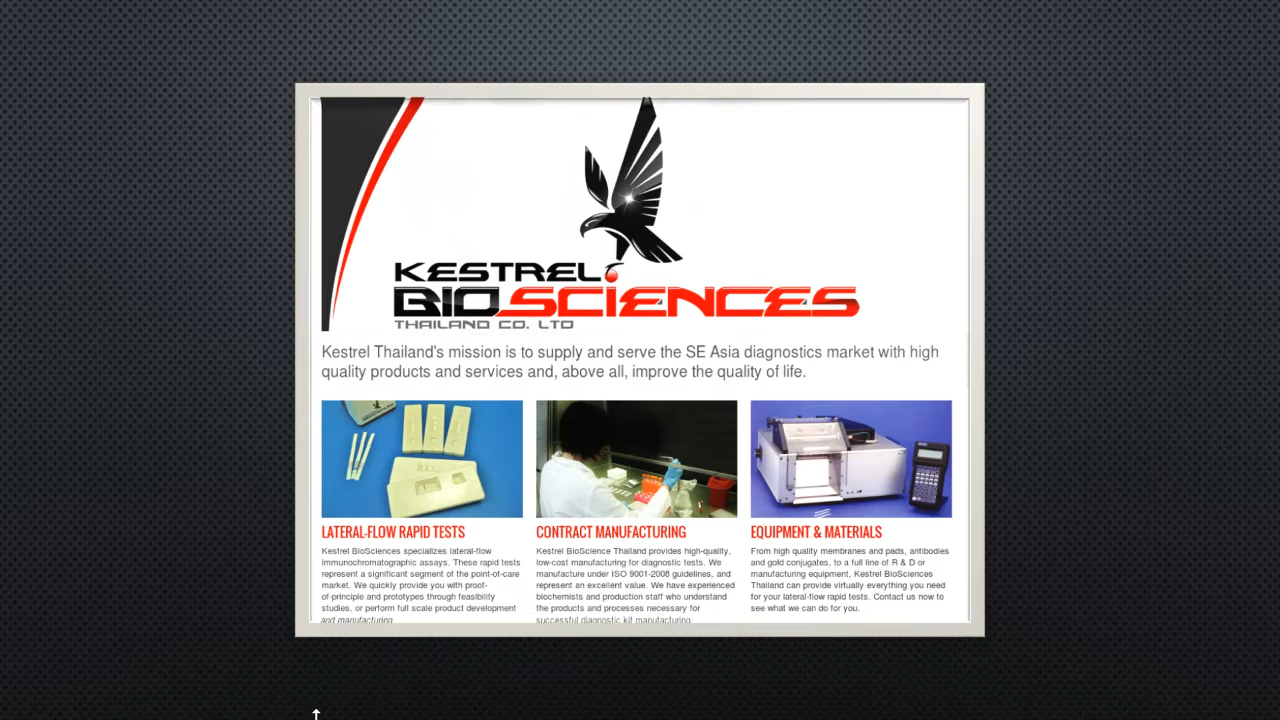 KESTREL
BIOSCIENCES
THAILAND CO. LTD
Kestrel Thailand's mission is to supply and serve the SE Asia diagnostics market with high
quality products and services and, above all, improve the quality of life.
LATERAL-FLOW RAPID TESTS
Kestrel BioSciences specializes lateral-flow
immunochromatographic assays. These rapid tests
represent a significant segment of the point-of-care
market. We quickly provide you with proof-
of-principle and prototypes through feasibility
studies, or perform full scale product development
and manufacturing
CONTRACT MANUFACTURING
Kestrel BioScience Thailand provides high-quality,
low-cost manufacturing for diagnostic tests. We
manufacture under ISO 9001-2008 guidelines, and
represent an excellent value. We have experienced
biochemists and production staff who understand
the products and processes necessary for
successful diagnostic kit manufacturing
EQUIPMENT & MATERIALS
From high quality membranes and pads, antibodies
and gold conjugates, to a full line of R & D or
manufacturing equipment, Kestrel BioSciences
Thailand can provide virtually everything you need
for your lateral-flow rapid tests. Contact us now to
see what we can do for you.